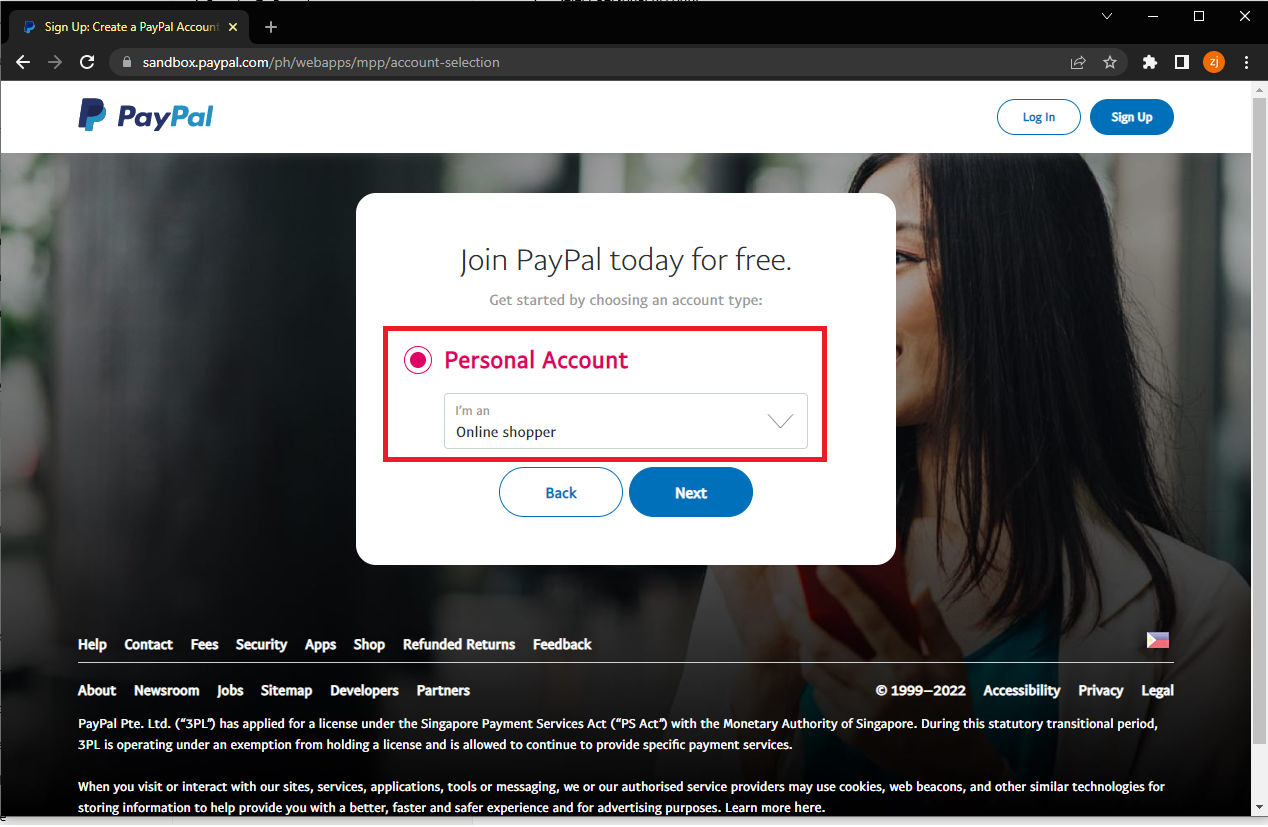 Sign Up: Create a PayPal Account
sandbox.paypal.com/ph/webapps/mpp/account-selection
zj
PayPal
Log In
Sign Up
Join PayPal today for free.
Get started by choosing an account type:
Personal Account
I'm an
Online shopper
Back
Next
Help Contact Fees Security Apps Shop Refunded Returns Feedback
About Newsroom Jobs Sitemap Developers Partners © 1999–2022 Accessibility Privacy Legal
PayPal Pte. Ltd. (“3PL”) has applied for a license under the Singapore Payment Services Act (“PS Act”) with the Monetary Authority of Singapore. During this statutory transitional period,
3PL is operating under an exemption from holding a license and is allowed to continue to provide specific payment services.
When you visit or interact with our sites, services, applications, tools or messaging, we or our authorised service providers may use cookies, web beacons, and other similar technologies for
storing information to help provide you with a better, faster and safer experience and for advertising purposes. Learn more here.